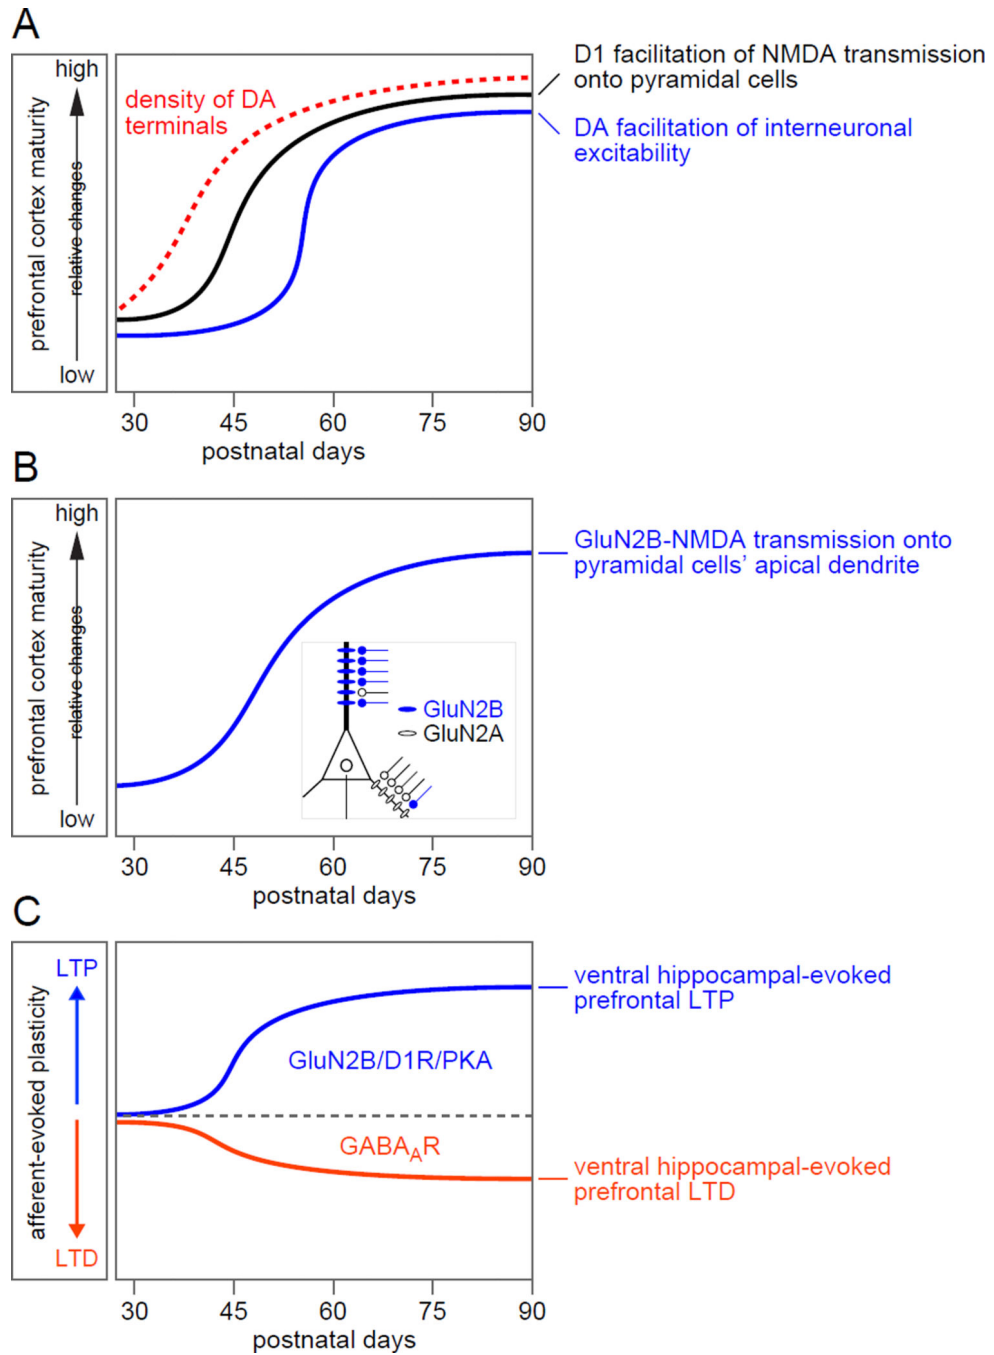 A
high
prefrontal cortex maturity
relative changes
low
density of DA
terminals
D1 facilitation of NMDA transmission
onto pyramidal cells
DA facilitation of interneuronal
excitability
30 45 60 75 90
postnatal days
B
high
prefrontal cortex maturity
relative changes
low
GluN2B-NMDA transmission onto
pyramidal cells’ apical dendrite
GluN2B
GluN2A
30 45 60 75 90
postnatal days
C
LTP
afferent-evoked plasticity
LTD
ventral hippocampal-evoked
prefrontal LTP
GluN2B/D1R/PKA
GABAAR
ventral hippocampal-evoked
prefrontal LTD
30 45 60 75 90
postnatal days